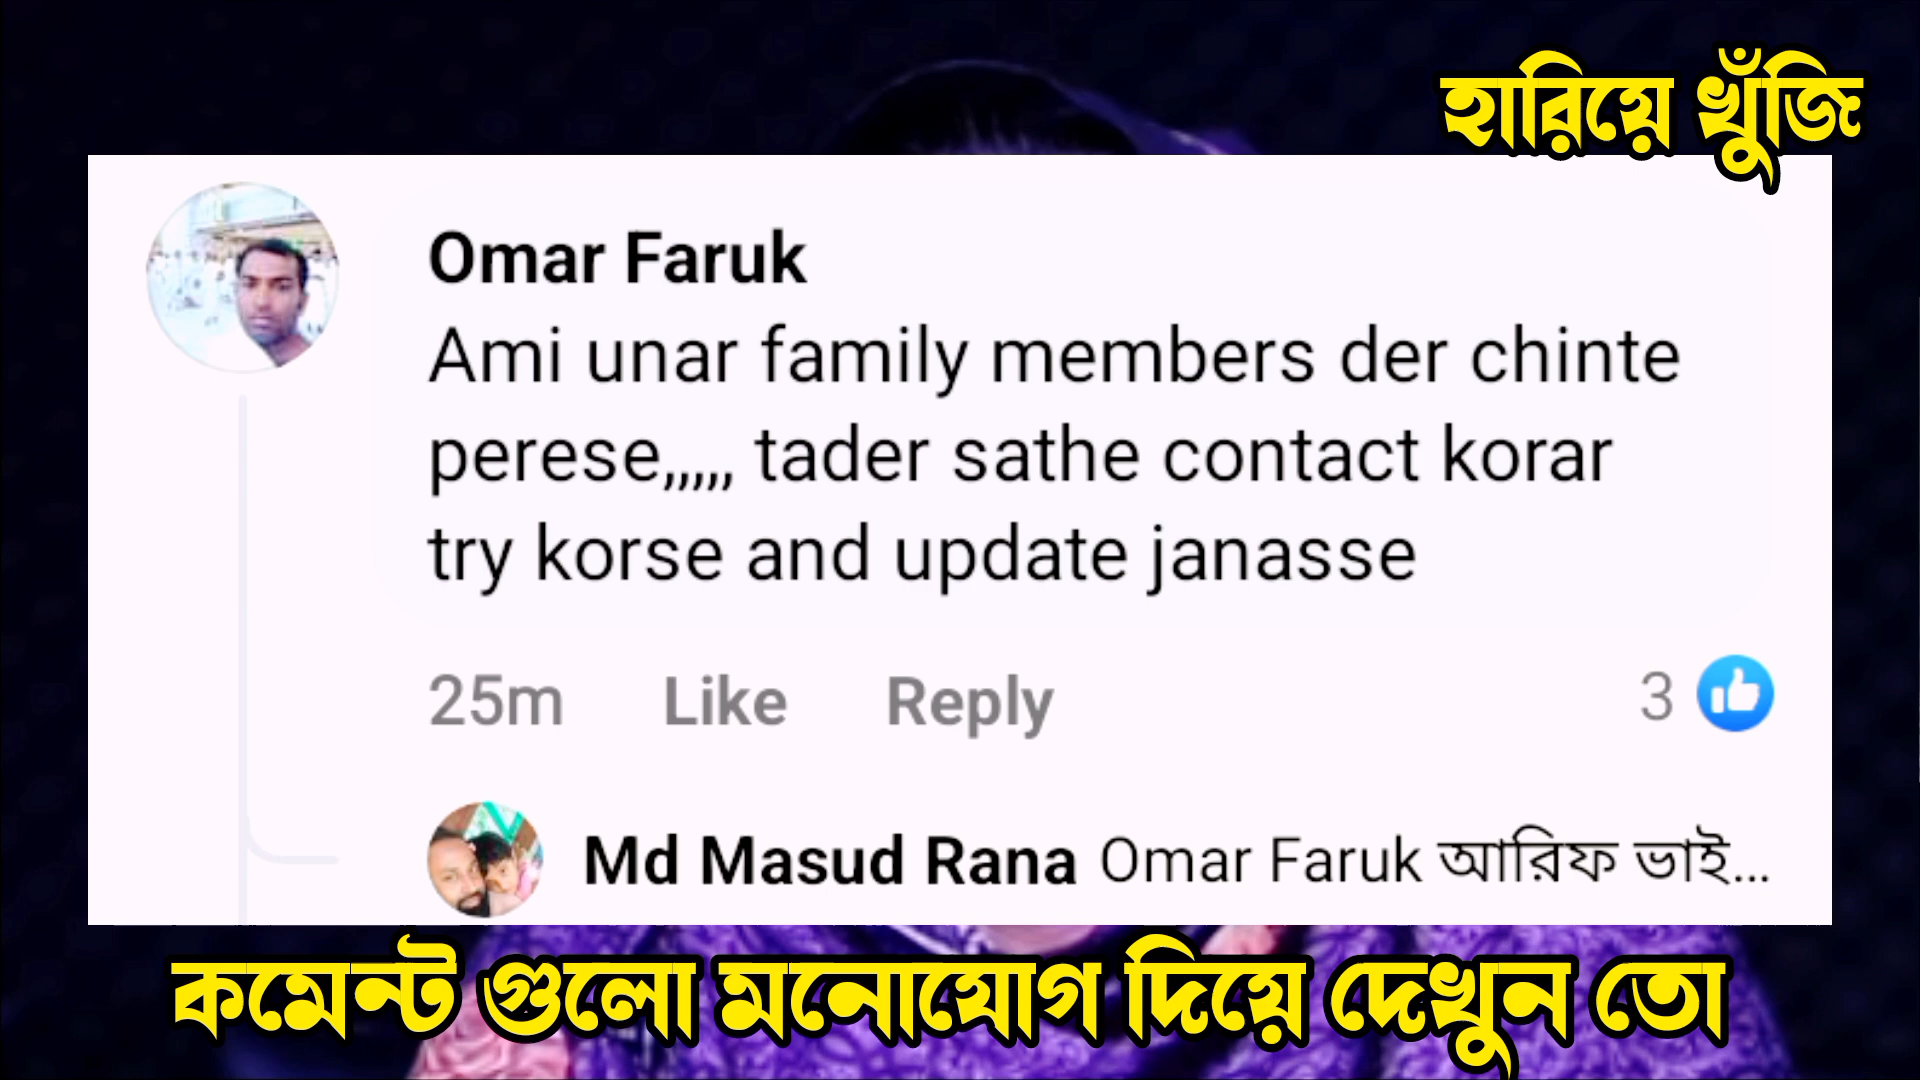 হারিয়ে খুঁজি
Omar Faruk
Ami unar family members der chinte
perese,,,,, tader sathe contact korar
try korse and update janasse
25m Like Reply 3
Md Masud Rana Omar Faruk আরিফ ভাই...
কমেন্ট গুলো মনোযোগ দিয়ে দেখুন তো